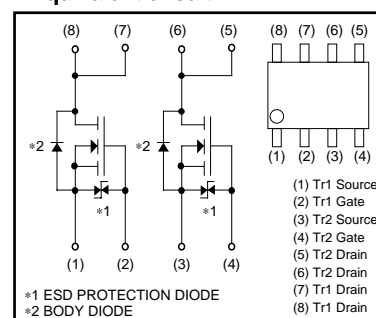 (8) (7) (6) (5)
(8) (7) (6) (5)
*2
*2
*1
*1
(1) (2) (3) (4)
(1) (2) (3) (4)
(1) Tr1 Source
(2) Tr1 Gate
(3) Tr2 Source
(4) Tr2 Gate
(5) Tr2 Drain
(6) Tr2 Drain
(7) Tr1 Drain
(8) Tr1 Drain
*1 ESD PROTECTION DIODE
*2 BODY DIODE